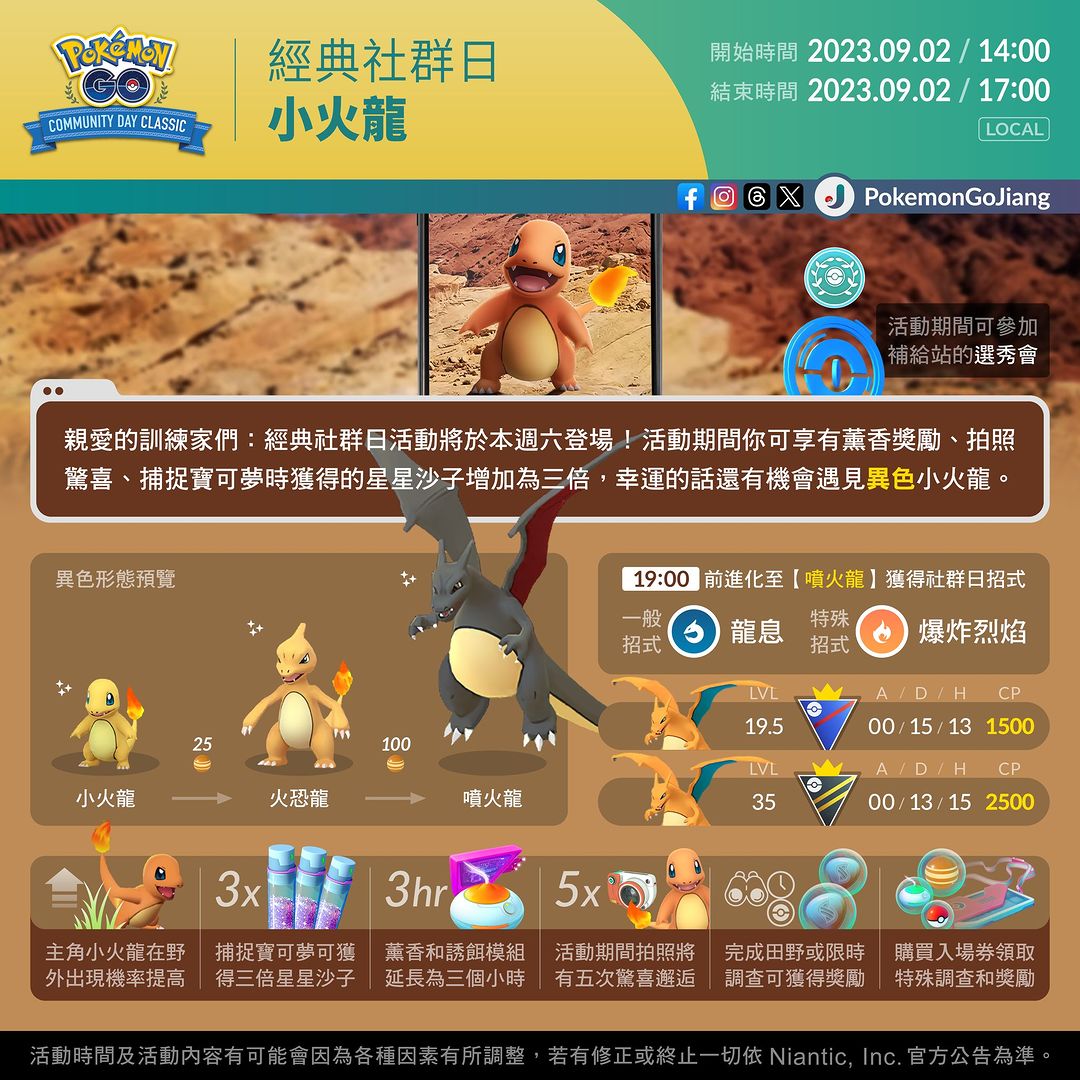 POKéMON
GO
COMMUNITY DAY CLASSIC
經典社群日
小火龍
開始時間 2023.09.02 / 14:00
結束時間 2023.09.02 / 17:00
LOCAL
PokemonGoJiang
活動期間可參加
補給站的選秀會
親愛的訓練家們：經典社群日活動將於本週六登場！活動期間你可享有薰香獎勵、拍照
驚喜、捕捉寶可夢時獲得的星星沙子增加為三倍，幸運的話還有機會遇見異色小火龍。
異色形態預覽
25
100
小火龍
火恐龍
噴火龍
19:00 前進化至【噴火龍】獲得社群日招式
一般
招式
龍息
特殊
招式
爆炸烈焰
LVL A / D / H CP
19.5 00 / 15 / 13 1500
LVL A / D / H CP
35 00 / 13 / 15 2500
3x
3hr
5x
主角小火龍在野
外出現機率提高
捕捉寶可夢可獲
得三倍星星沙子
薰香和誘餌模組
延長為三個小時
活動期間拍照將
有五次驚喜邂逅
完成田野或限時
調查可獲得獎勵
購買入場券領取
特殊調查和獎勵
活動時間及活動內容有可能會因為各種因素有所調整，若有修正或終止一切依 Niantic, Inc. 官方公告為準。